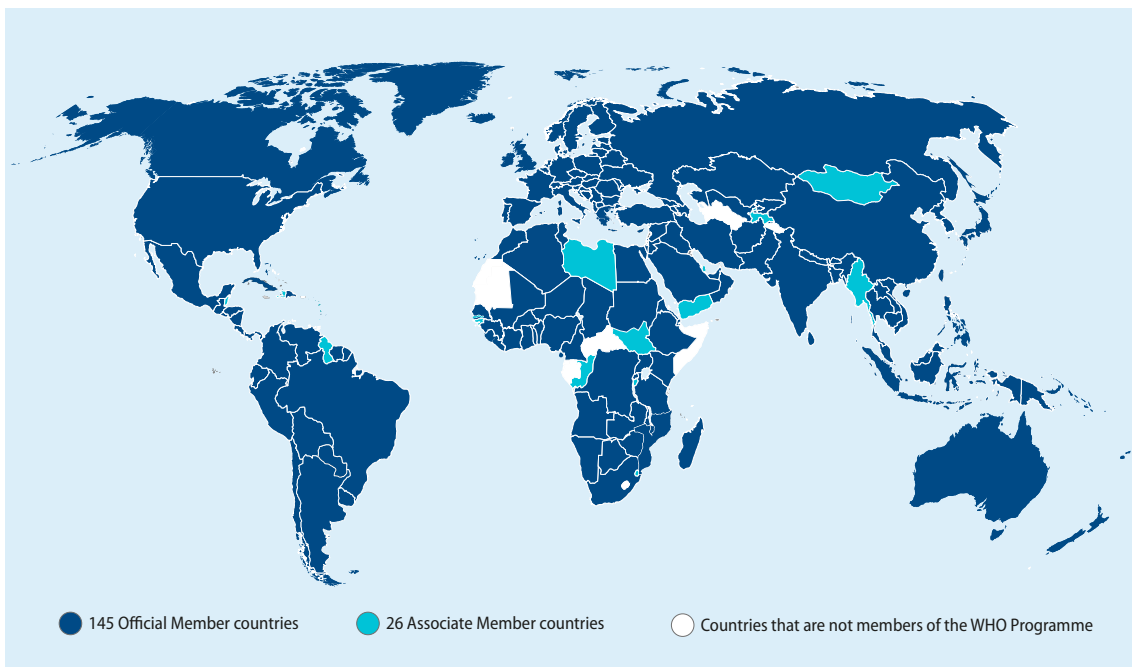 145 Official Member countries
26 Associate Member countries
Countries that are not members of the WHO Programme